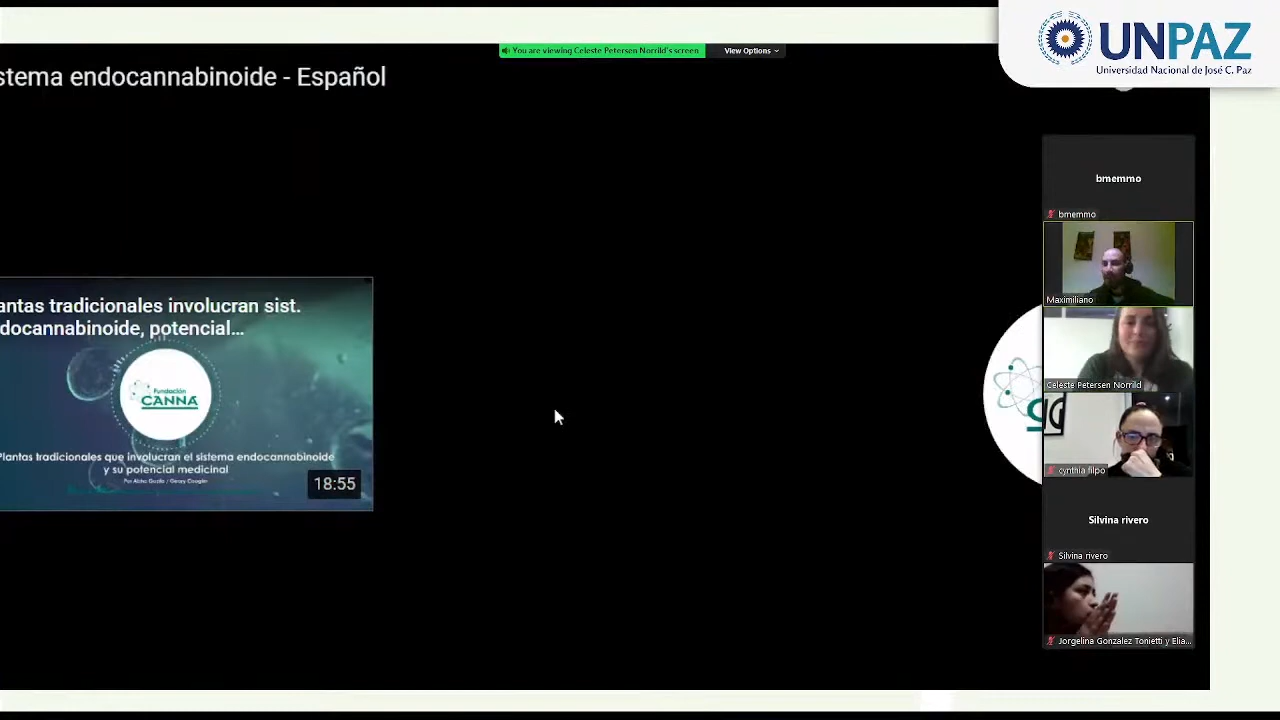 You are viewing Celeste Petersen Norrild's screen
View Options
UNPAZ
Universidad Nacional de José C. Paz
stema endocannabinoide - Español
bmemmo
bmemmo
Maximiliano
Celeste Petersen Norrild
cynthia filpo
Silvina rivero
Silvina rivero
Jorgelina Gonzalez Tonietti y Elia...
lantas tradicionales involucran sist.
docannabinoide, potencial...
Fundación
CANNA
Plantas tradicionales que involucran el sistema endocannabinoide
y su potencial medicinal
18:55